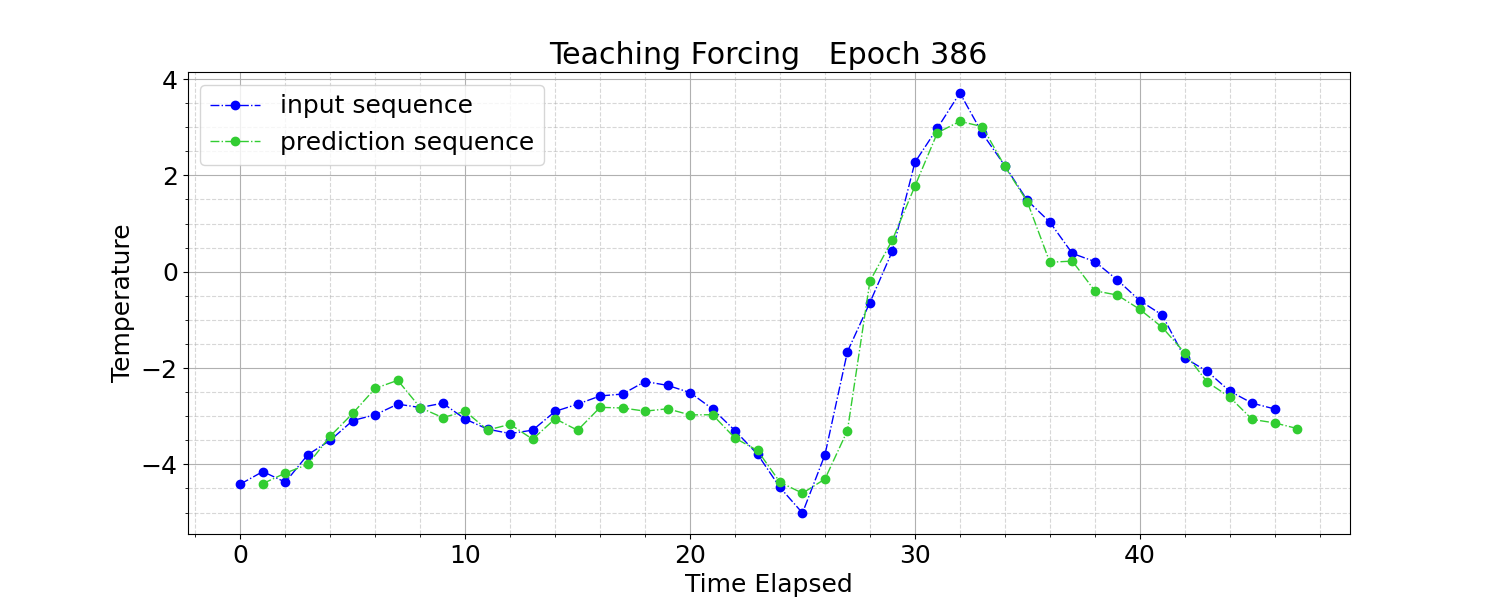 Teaching Forcing   Epoch 386
input sequence
prediction sequence
Temperature
4
2
0
−2
−4
0 10 20 30 40
Time Elapsed